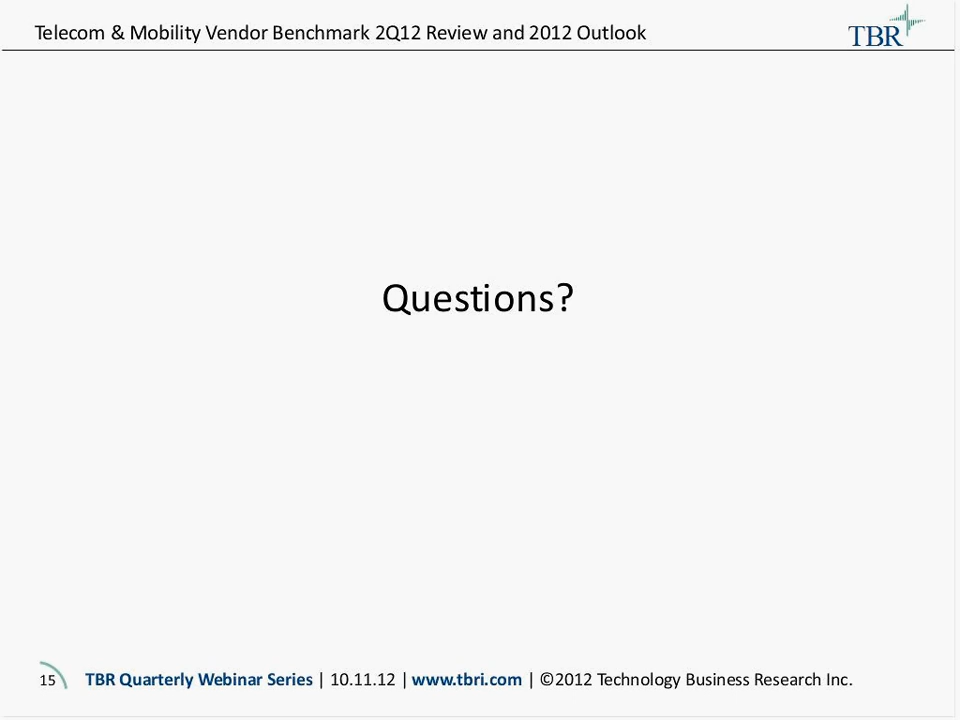 Telecom & Mobility Vendor Benchmark 2Q12 Review and 2012 Outlook
TBR
Questions?
15
TBR Quarterly Webinar Series | 10.11.12 | www.tbri.com | ©2012 Technology Business Research Inc.